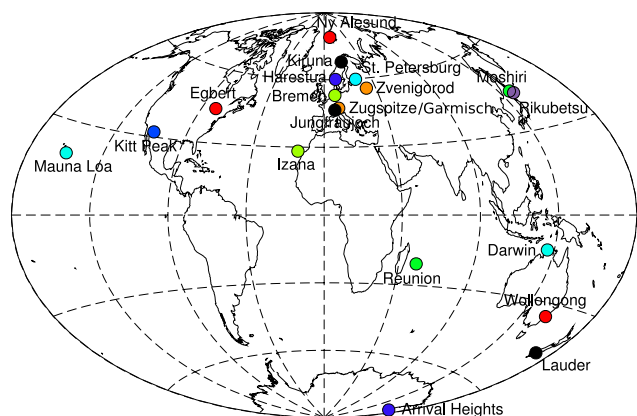 Ny Alesund
Kiruna
Harestua
St. Petersburg
Moshiri
Egbert
Bremen
Zvenigorod
Zugspitze/Garmisch
Rikubetsu
Jungfraujoch
Kitt Peak
Mauna Loa
Izana
Darwin
Reunion
Wollongong
Lauder
Arrival Heights